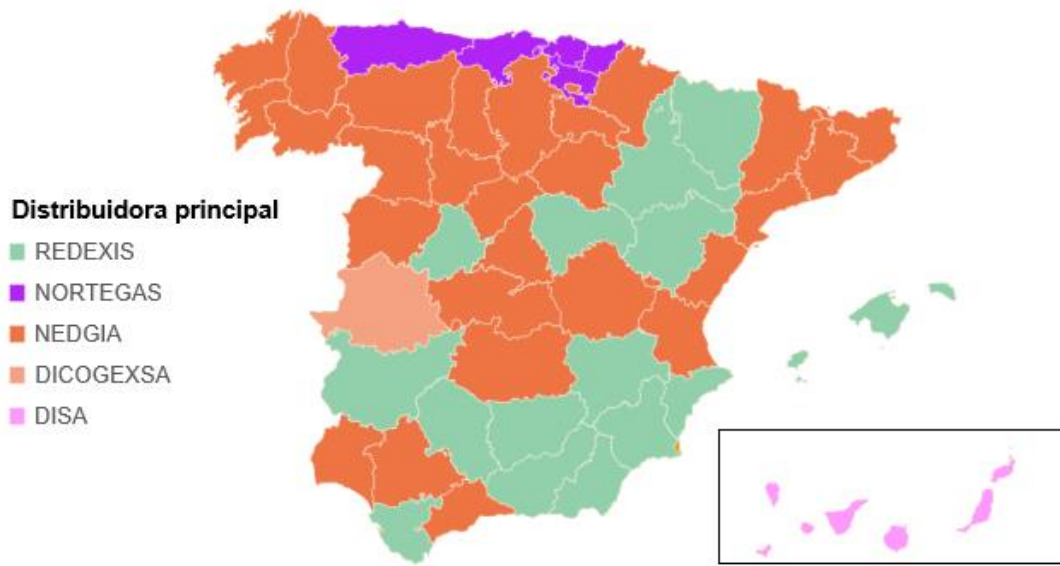 Distribuidora principal
REDEXIS
NORTEGAS
NEDGIA
DICOGEXSA
DISA